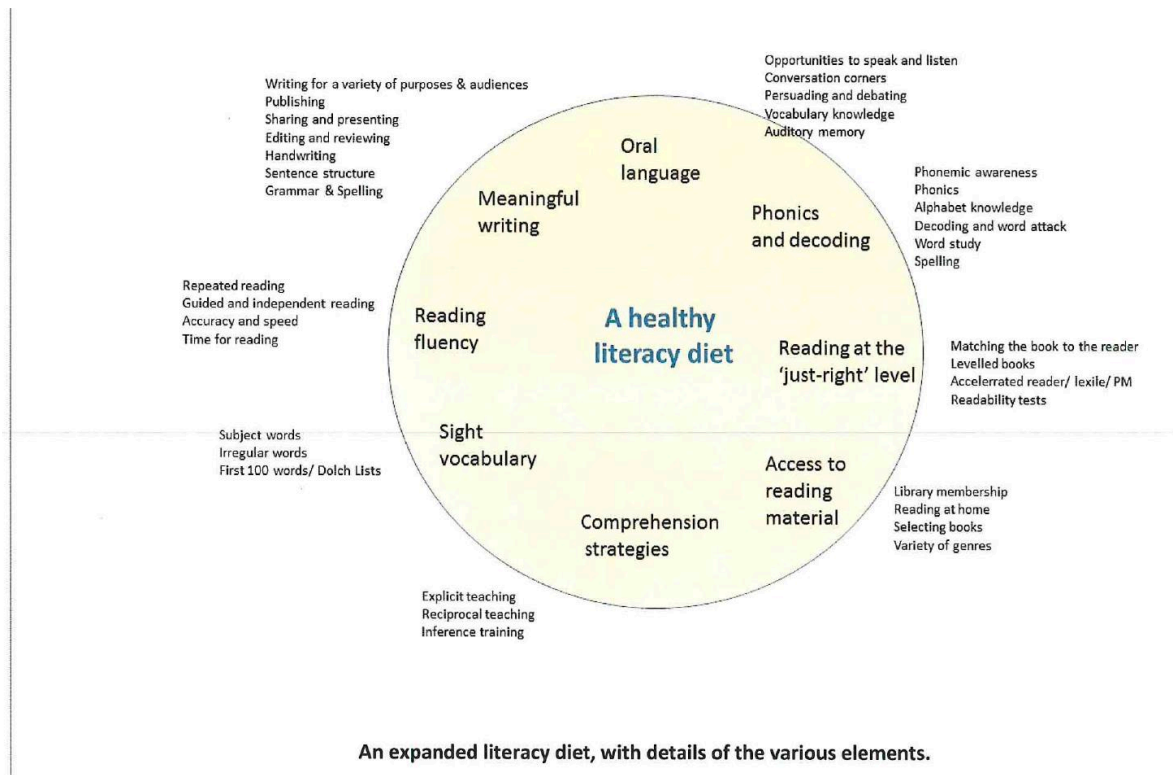 Opportunities to speak and listen
Conversation corners
Persuading and debating
Vocabulary knowledge
Auditory memory
Writing for a variety of purposes & audiences
Publishing
Sharing and presenting
Editing and reviewing
Handwriting
Sentence structure
Grammar & Spelling
Oral
language
Meaningful
writing
Phonics
and decoding
Phonemic awareness
Phonics
Alphabet knowledge
Decoding and word attack
Word study
Spelling
Repeated reading
Guided and independent reading
Accuracy and speed
Time for reading
Reading
fluency
A healthy
literacy diet
Reading at the
‘just-right’ level
Matching the book to the reader
Levelled books
Accelerrated reader/ lexile/ PM
Readability tests
Subject words
Irregular words
First 100 words/ Dolch Lists
Sight
vocabulary
Access to
reading
material
Library membership
Reading at home
Selecting books
Variety of genres
Comprehension
strategies
Explicit teaching
Reciprocal teaching
Inference training
An expanded literacy diet, with details of the various elements.